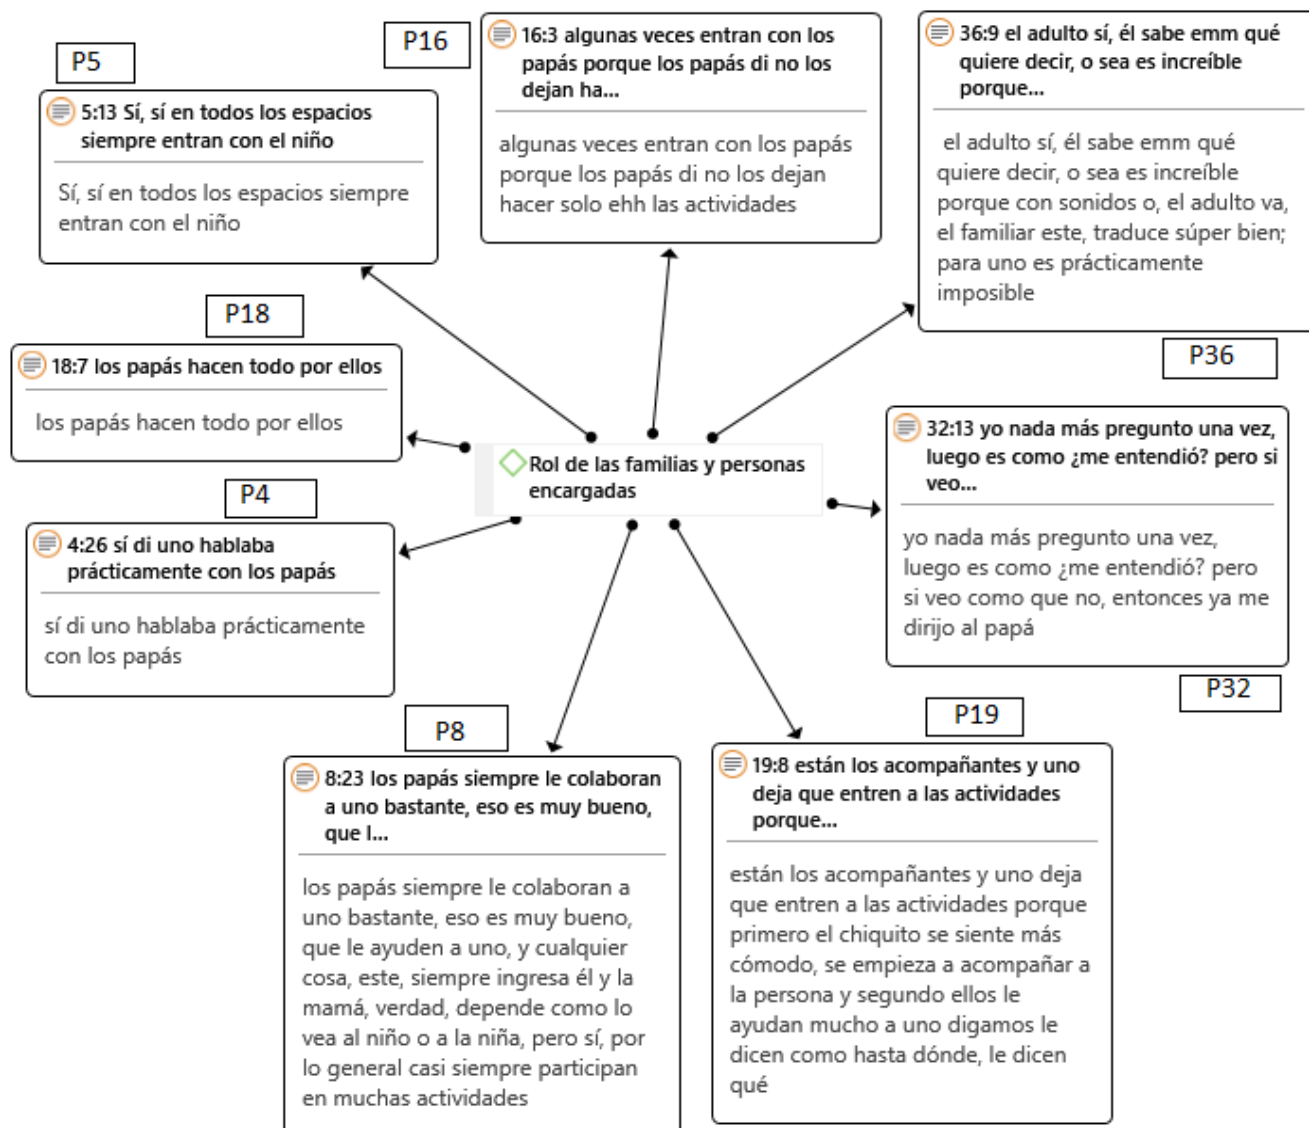 P5
5:13 Sí, sí en todos los espacios
siempre entran con el niño
Sí, sí en todos los espacios siempre
entran con el niño
P16
16:3 algunas veces entran con los
papás porque los papás di no los
dejan ha...
algunas veces entran con los papás
porque los papás di no los dejan
hacer solo ehh las actividades
36:9 el adulto sí, él sabe emm qué
quiere decir, o sea es increíble
porque...
el adulto sí, él sabe emm qué
quiere decir, o sea es increíble
porque con sonidos o, el adulto va,
el familiar este, traduce súper bien;
para uno es prácticamente
imposible
P36
P18
18:7 los papás hacen todo por ellos
los papás hacen todo por ellos
Rol de las familias y personas
encargadas
32:13 yo nada más pregunto una vez,
luego es como ¿me entendió? pero si
veo...
yo nada más pregunto una vez,
luego es como ¿me entendió? pero
si veo como que no, entonces ya me
dirijo al papá
P32
P4
4:26 sí di uno hablaba
prácticamente con los papás
sí di uno hablaba prácticamente
con los papás
P8
8:23 los papás siempre le colaboran
a uno bastante, eso es muy bueno,
que l...
los papás siempre le colaboran a
uno bastante, eso es muy bueno,
que le ayuden a uno, y cualquier
cosa, este, siempre ingresa él y la
mamá, verdad, depende como lo
vea al niño o a la niña, pero sí, por
lo general casi siempre participan
en muchas actividades
P19
19:8 están los acompañantes y uno
deja que entren a las actividades
porque...
están los acompañantes y uno deja
que entren a las actividades porque
primero el chiquito se siente más
cómodo, se empieza a acompañar a
la persona y segundo ellos le
ayudan mucho a uno digamos le
dicen como hasta dónde, le dicen
qué